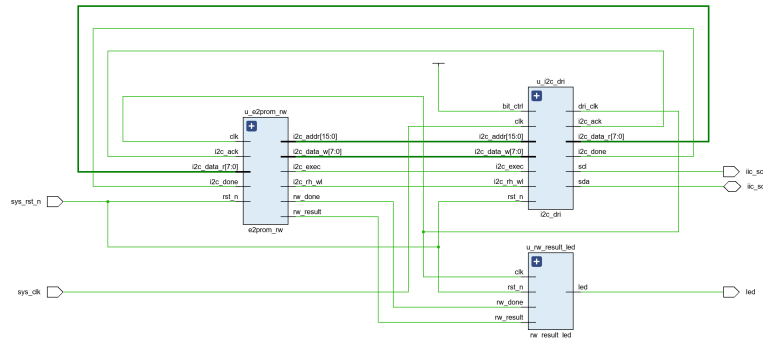 u_i2c_dri
bit_ctrl
dri_clk
clk
i2c_ack
i2c_addr[15:0]
i2c_data_r[7:0]
i2c_data_w[7:0]
i2c_done
i2c_exec
scl
i2c_rh_wl
sda
rst_n
i2c_dri
u_e2prom_rw
clk
i2c_addr[15:0]
i2c_ack
i2c_data_w[7:0]
i2c_data_r[7:0]
i2c_exec
i2c_done
i2c_rh_wl
rst_n
rw_done
rw_result
e2prom_rw
iic_sc
iic_sc
sys_rst_n
u_rw_result_led
clk
rst_n
led
rw_done
rw_result
rw_result_led
sys_clk
led